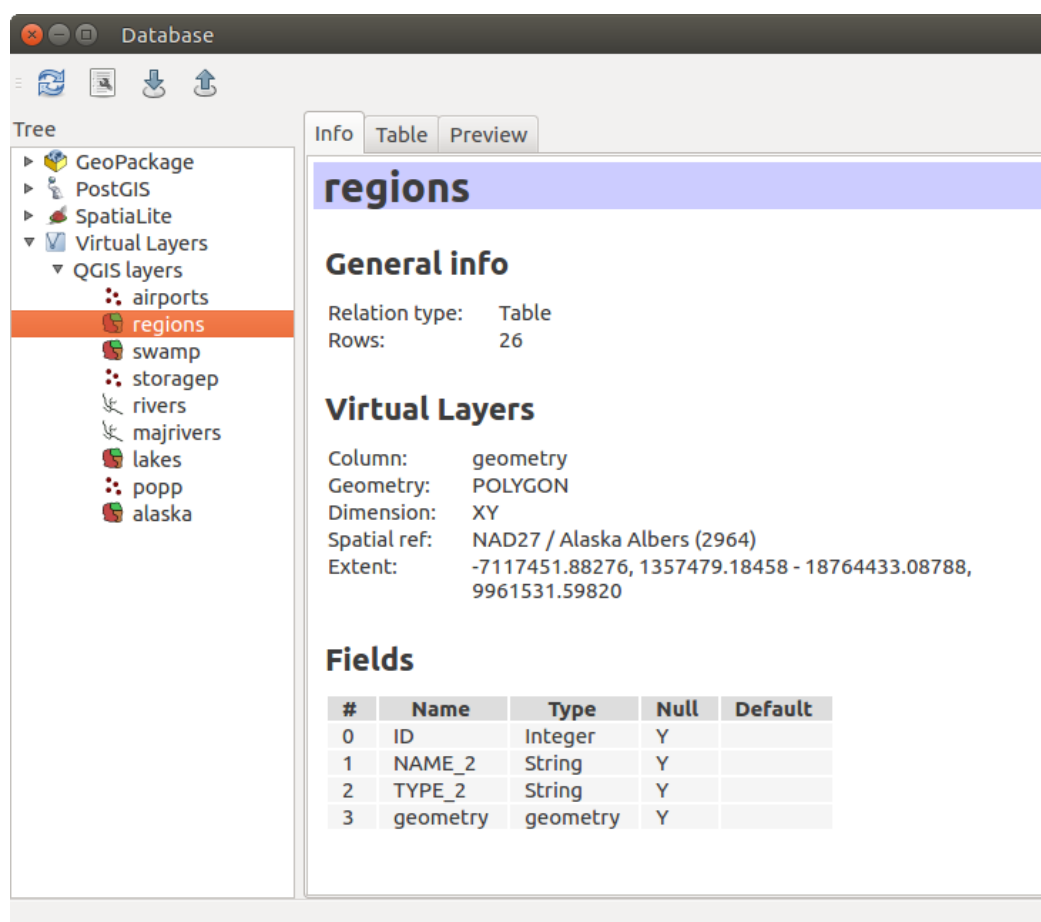 Database
Tree
GeoPackage
PostGIS
SpatiaLite
Virtual Layers
QGIS layers
airports
regions
swamp
storagep
rivers
majrivers
lakes
popp
alaska
Info Table Preview
regions
General info
Relation type: Table
Rows: 26
Virtual Layers
Column: geometry
Geometry: POLYGON
Dimension: XY
Spatial ref: NAD27 / Alaska Albers (2964)
Extent: -7117451.88276, 1357479.18458 - 18764433.08788,
9961531.59820
Fields
# Name Type Null Default
0 ID Integer Y
1 NAME_2 String Y
2 TYPE_2 String Y
3 geometry geometry Y